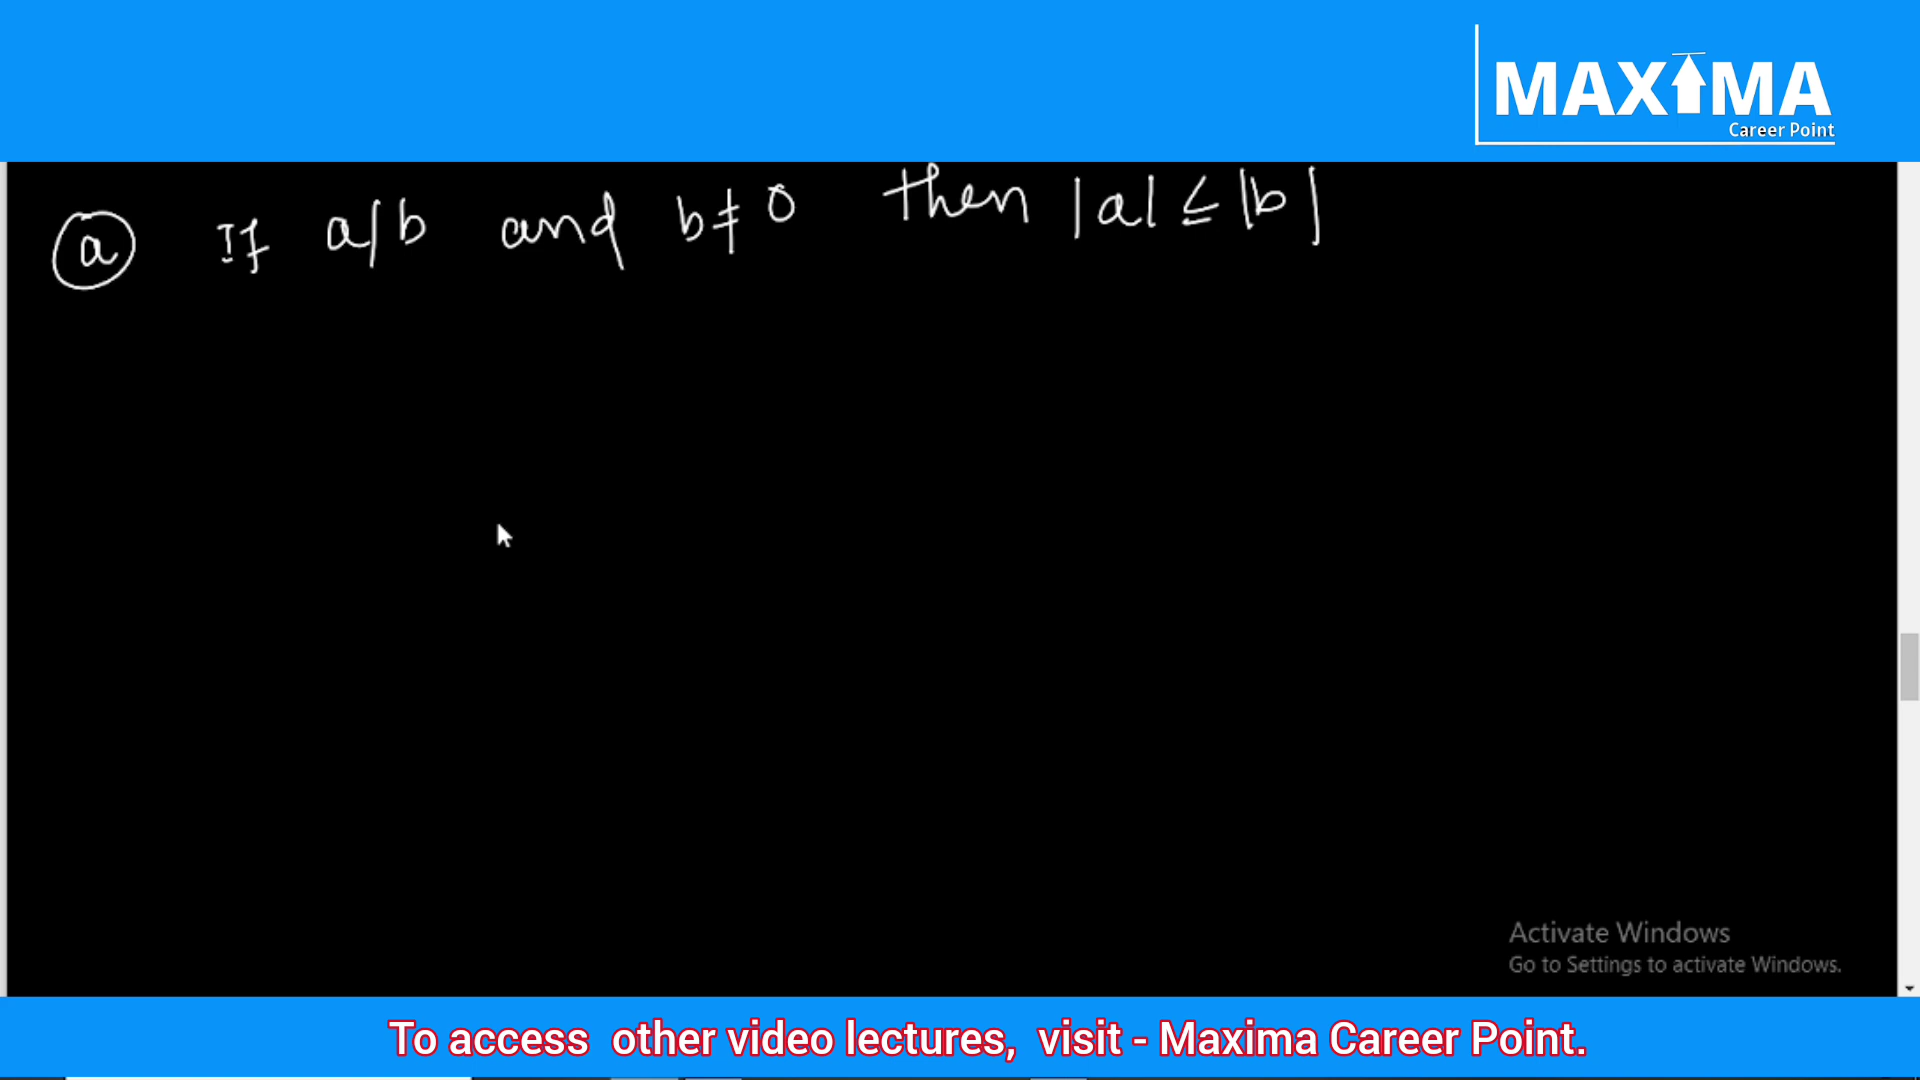 MAXIMA
Career Point
(a) If a/b and b≠0 then |a| ≤ |b|
Activate Windows
Go to Settings to activate Windows.
To access other video lectures, visit - Maxima Career Point.